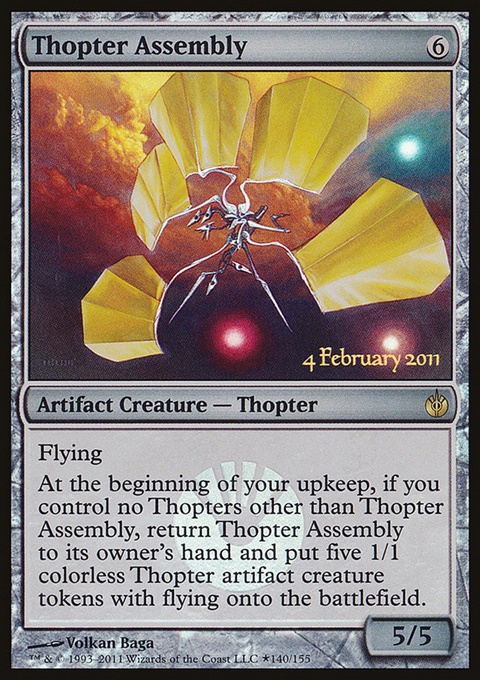 Thopter Assembly 6
4 February 2011
Artifact Creature — Thopter
Flying
At the beginning of your upkeep, if you
control no Thopters other than Thopter
Assembly, return Thopter Assembly
to its owner's hand and put five 1/1
colorless Thopter artifact creature
tokens with flying onto the battlefield.
Volkan Baga
5/5
™ & © 1993–2011 Wizards of the Coast LLC ★140/155